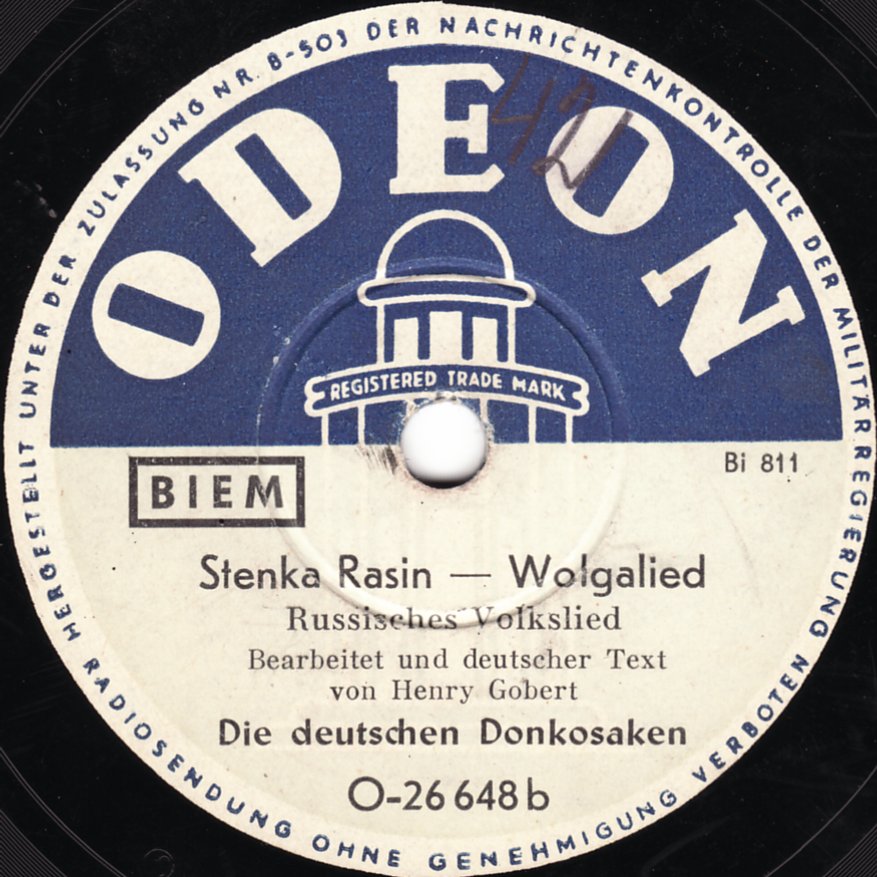 HERGESTELLT UNTER DER ZULASSUNG NR. B-503 DER NACHRICHTENKONTROLLE DER MILITÄRREGIERUNG
RADIOSENDUNG OHNE GENEHMIGUNG VERBOTEN
ODEON
42
REGISTERED TRADE MARK
BIEM
Bi 811
Stenka Rasin — Wolgalied
Russisches Volkslied
Bearbeitet und deutscher Text
von Henry Gobert
Die deutschen Donkosaken
O-26 648 b